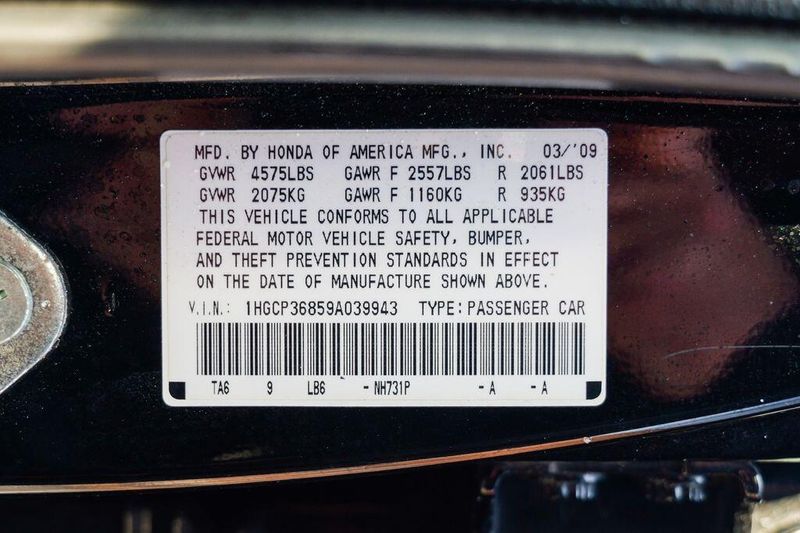 MFD. BY HONDA OF AMERICA MFG., INC. 03/'09
GVWR 4575LBS GAWR F 2557LBS R 2061LBS
GVWR 2075KG GAWR F 1160KG R 935KG
THIS VEHICLE CONFORMS TO ALL APPLICABLE
FEDERAL MOTOR VEHICLE SAFETY, BUMPER,
AND THEFT PREVENTION STANDARDS IN EFFECT
ON THE DATE OF MANUFACTURE SHOWN ABOVE.
V.I.N.: 1HGCP36859A039943 TYPE: PASSENGER CAR
TA6 9 LB6 - NH731P - A - A